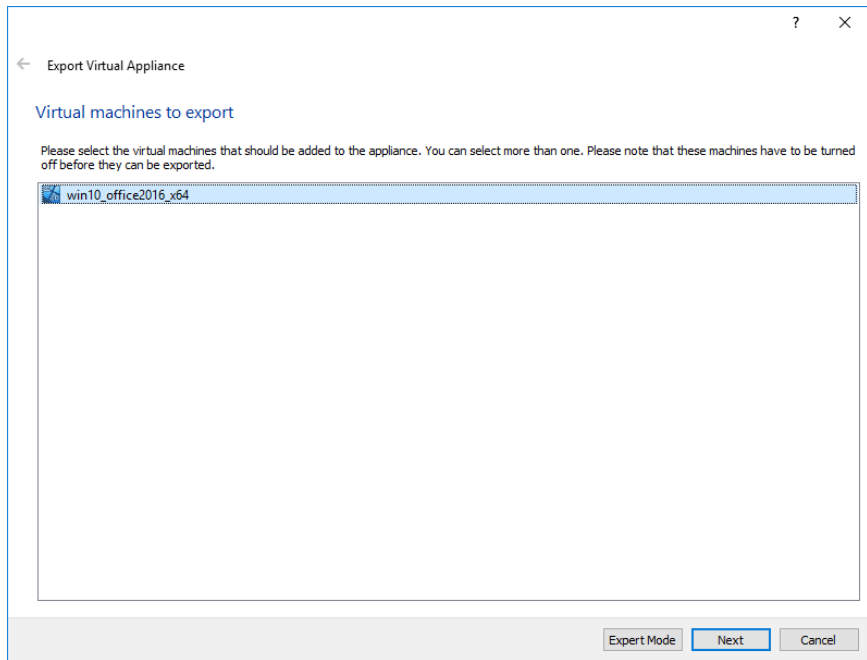 ?
Export Virtual Appliance
Virtual machines to export
Please select the virtual machines that should be added to the appliance. You can select more than one. Please note that these machines have to be turned
off before they can be exported.
win10_office2016_x64
Expert Mode Next Cancel